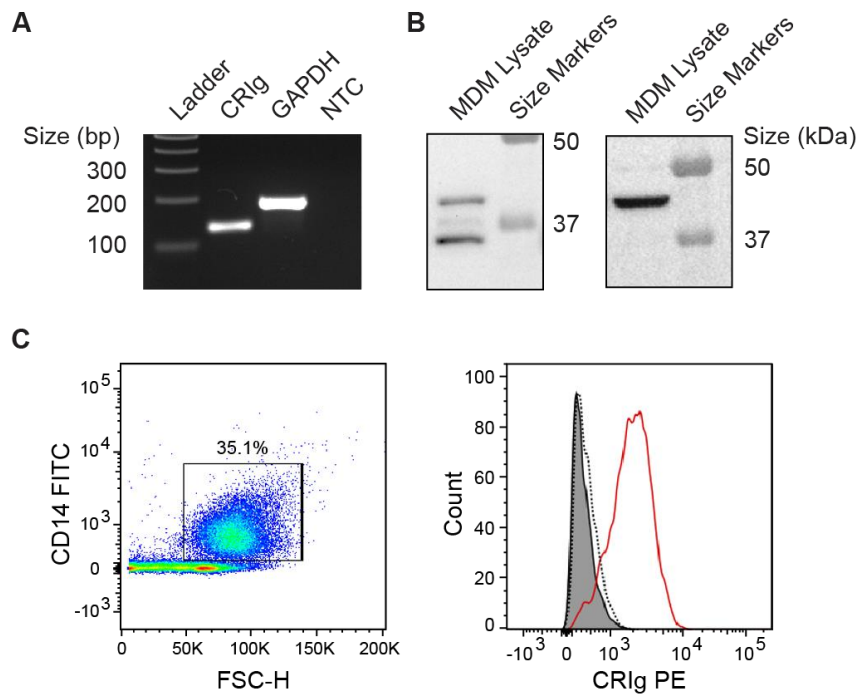 A
Ladder
CRIg
GAPDH
NTC
Size (bp)
300
200
100
B
MDM Lysate
Size Markers
50
37
MDM Lysate
Size Markers
Size (kDa)
50
37
C
35.1%
CD14 FITC
10^5
10^4
10^3
0
-10^3
0
50K
100K
150K
200K
FSC-H
Count
100
80
60
40
20
0
-10^3
0
10^3
10^4
10^5
CRIg PE